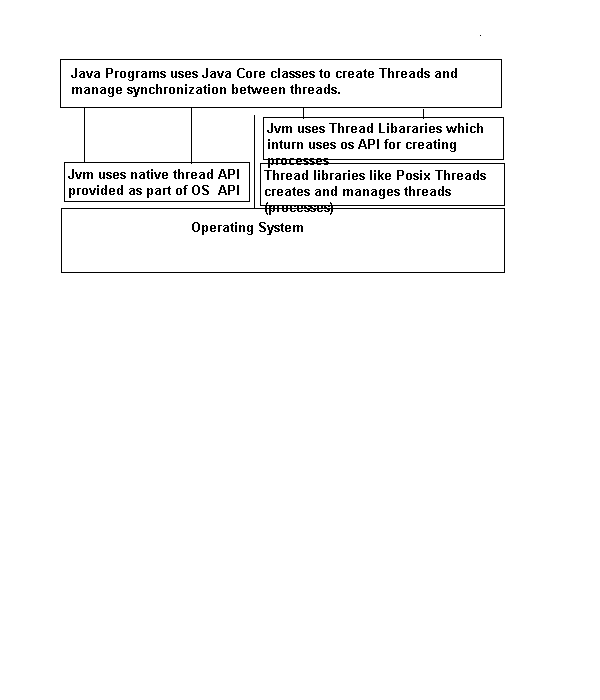 Java Programs uses Java Core classes to create Threads and
manage synchronization between threads.
Jvm uses Thread Libararies which
inturn uses os API for creating
processes
Jvm uses native thread API
provided as part of OS API
Thread libraries like Posix Threads
creates and manages threads
(processes)
Operating System